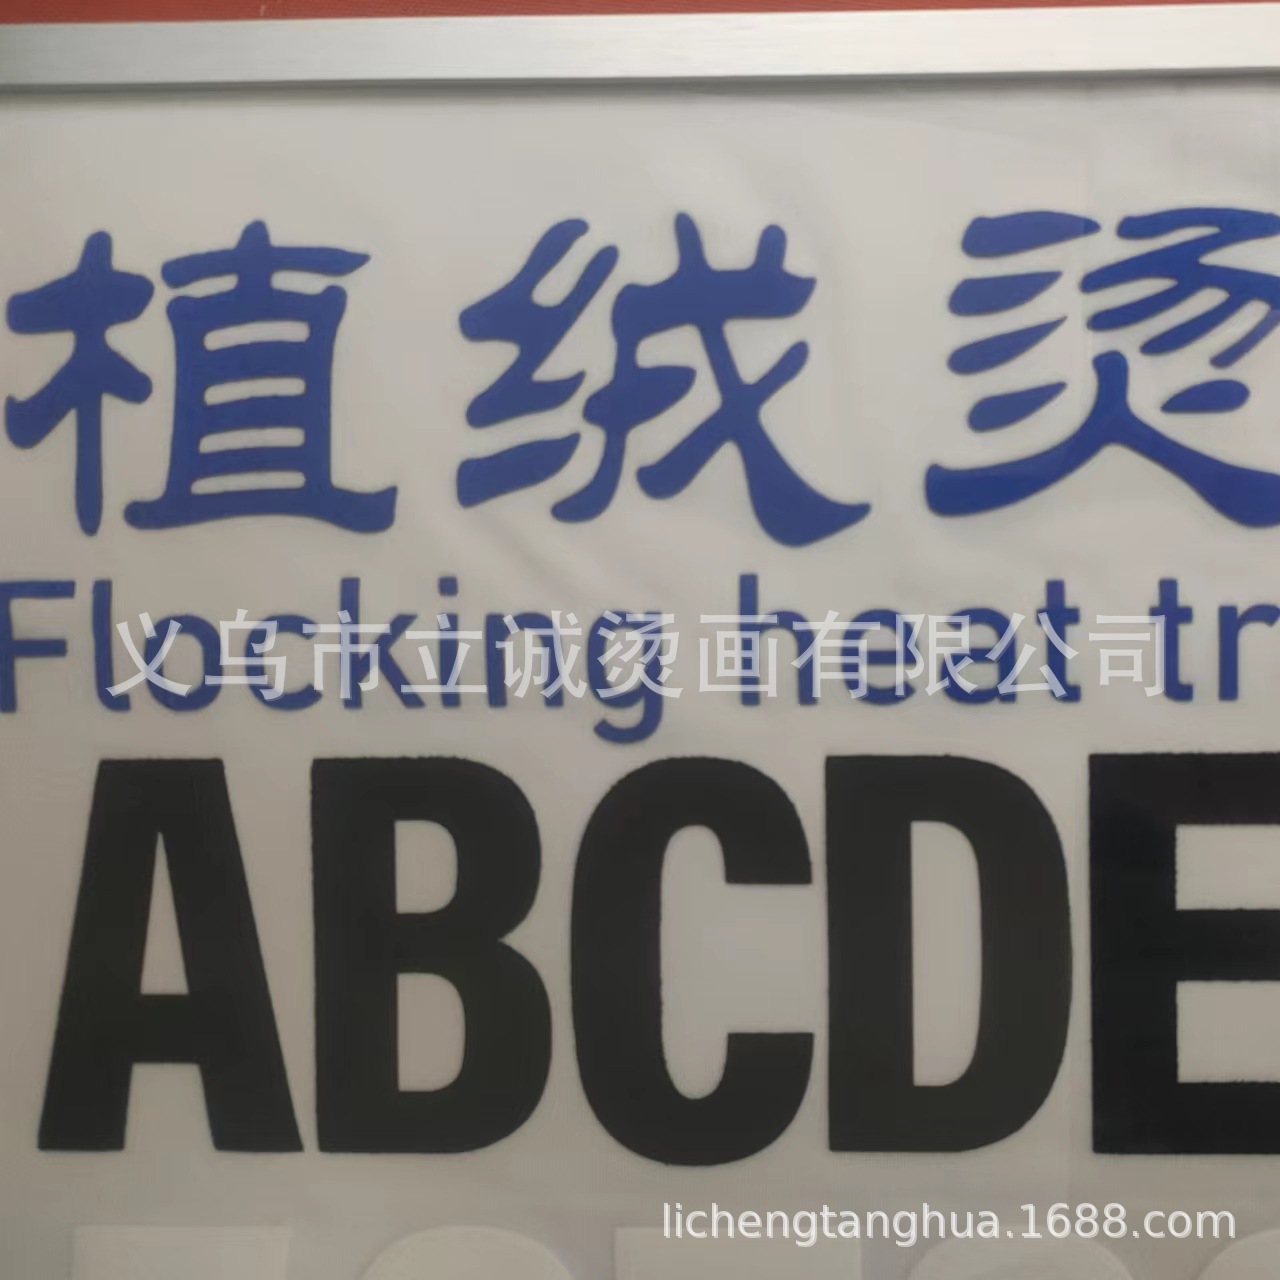 植绒烫
Flocking heat tr
义乌市立诚烫画有限公司
ABCDE
lichengtanghua.1688.com